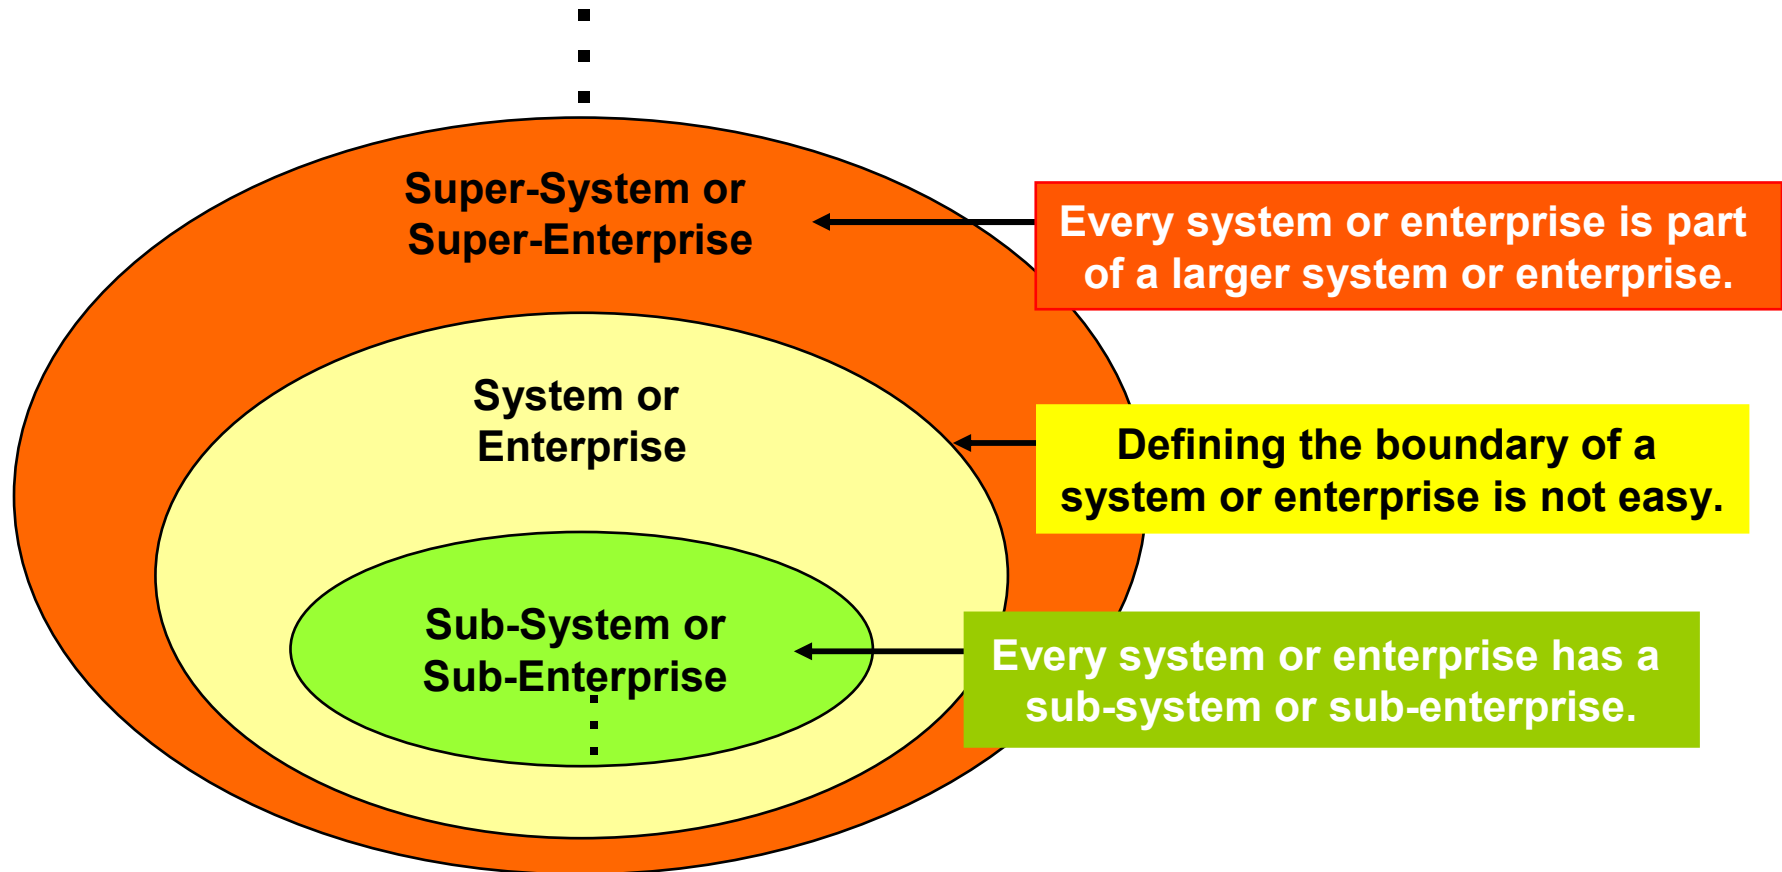 Super-System or
Super-Enterprise
Every system or enterprise is part
of a larger system or enterprise.
System or
Enterprise
Defining the boundary of a
system or enterprise is not easy.
Sub-System or
Sub-Enterprise
Every system or enterprise has a
sub-system or sub-enterprise.